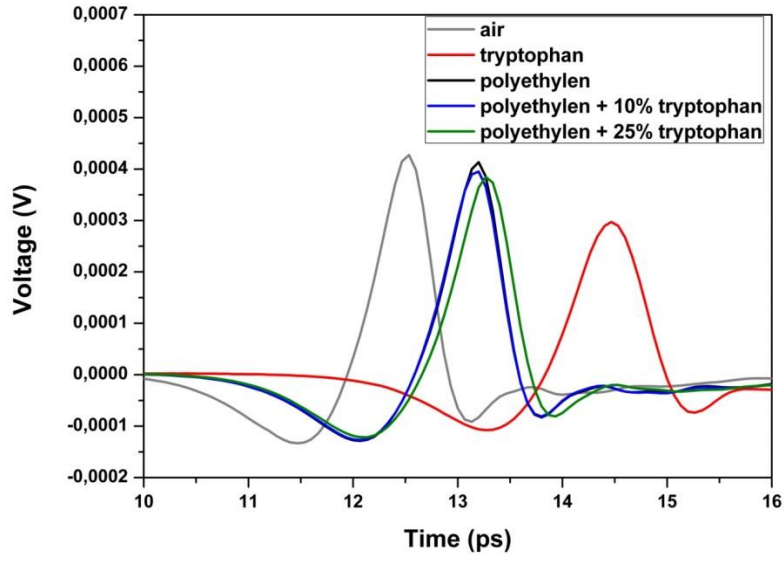 0,0007
0,0006
0,0005
0,0004
0,0003
0,0002
0,0001
0,0000
-0,0001
-0,0002
Voltage (V)
air
tryptophan
polyethylen
polyethylen + 10% tryptophan
polyethylen + 25% tryptophan
10 11 12 13 14 15 16
Time (ps)